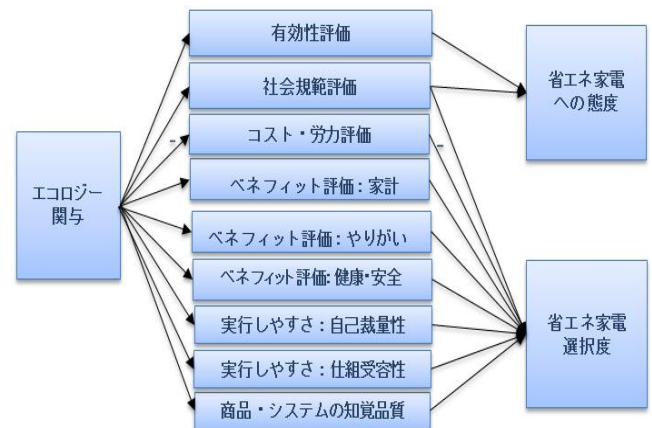 エコロジー
関与
有効性評価
社会規範評価
-
コスト・労力評価
-
ベネフィット評価：家計
ベネフィット評価：やりがい
ベネフィット評価：健康・安全
実行しやすさ：自己裁量性
実行しやすさ：仕組受容性
商品・システムの知覚品質
省エネ家電
への態度
省エネ家電
選択度